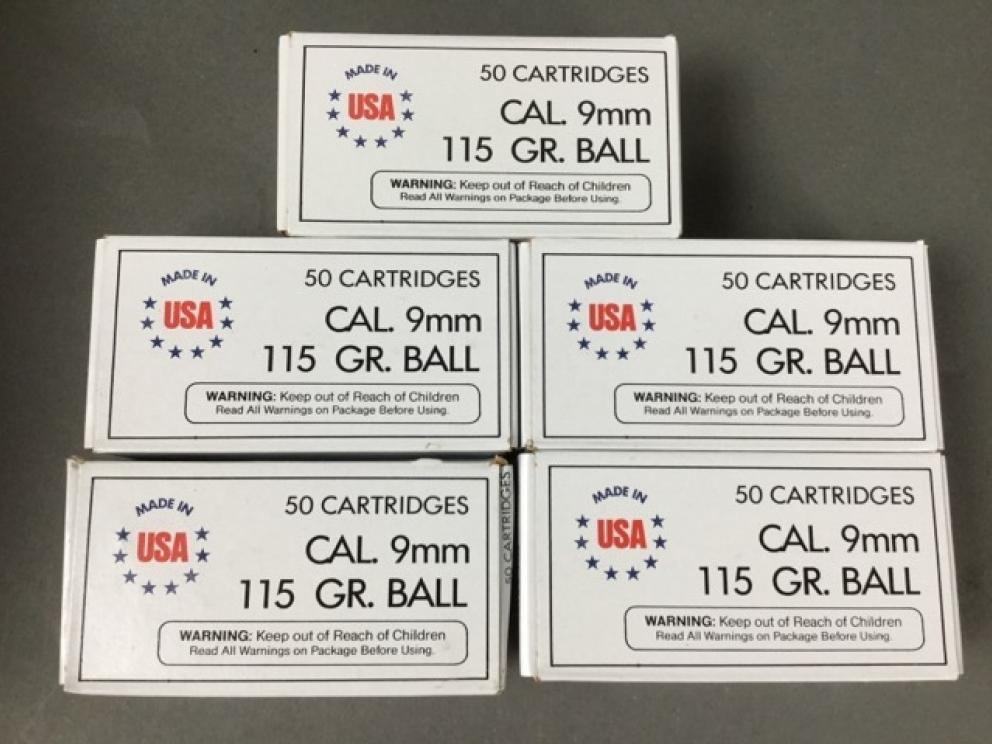 MADE IN
USA
50 CARTRIDGES
CAL. 9mm
115 GR. BALL
WARNING: Keep out of Reach of Children
Read All Warnings on Package Before Using.
MADE IN
USA
50 CARTRIDGES
CAL. 9mm
115 GR. BALL
WARNING: Keep out of Reach of Children
Read All Warnings on Package Before Using.
MADE IN
USA
50 CARTRIDGES
CAL. 9mm
115 GR. BALL
WARNING: Keep out of Reach of Children
Read All Warnings on Package Before Using.
MADE IN
USA
50 CARTRIDGES
CAL. 9mm
115 GR. BALL
WARNING: Keep out of Reach of Children
Read All Warnings on Package Before Using.
50 CARTRIDGES
MADE IN
USA
50 CARTRIDGES
CAL. 9mm
115 GR. BALL
WARNING: Keep out of Reach of Children
Read All Warnings on Package Before Using.